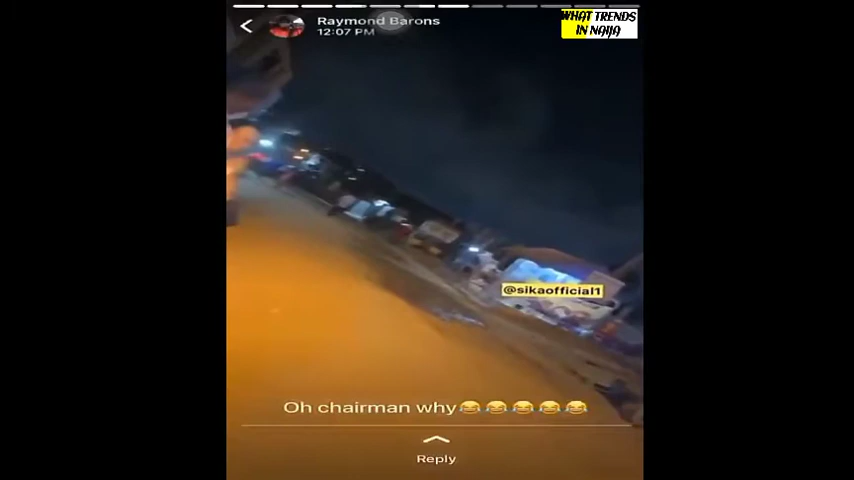 Raymond Barons
12:07 PM
WHAT TRENDS
IN NAIJA
@sikaofficial1
Oh chairman why😂😂😂😂😂
Reply